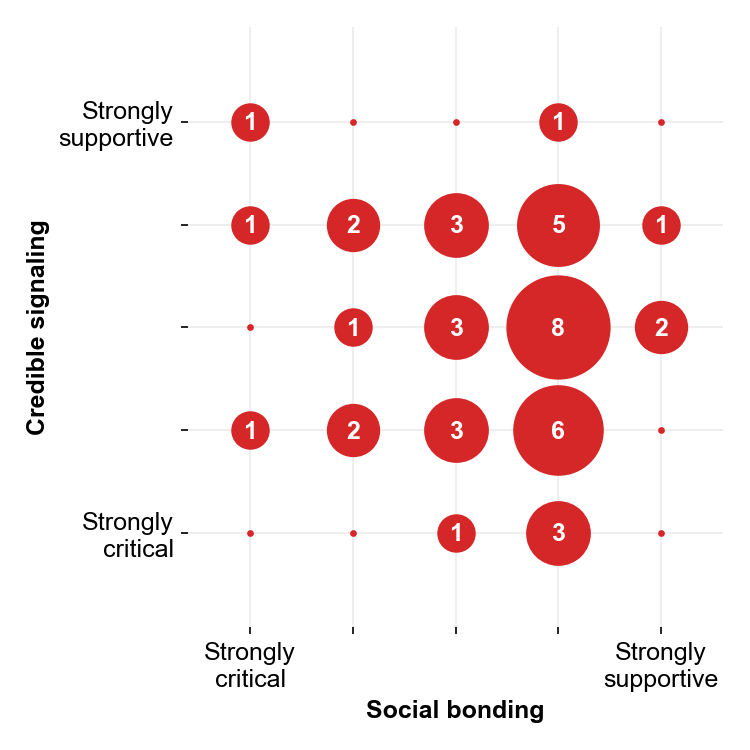 Strongly
supportive
1 1
1 2 3 5 1
Credible signaling
1 3 8 2
1 2 3 6
Strongly
critical
1 3
Strongly
critical
Strongly
supportive
Social bonding